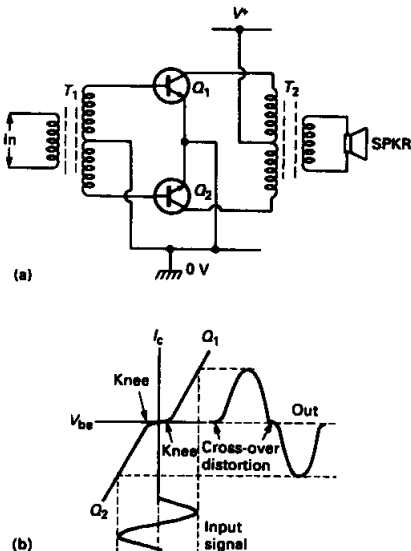 V+
T1
Q1
T2
In
SPKR
Q2
0 V
(a)
Ic
Q1
Knee
Vbe
Out
Knee
Cross-over
distortion
Q2
Input
signal
(b)